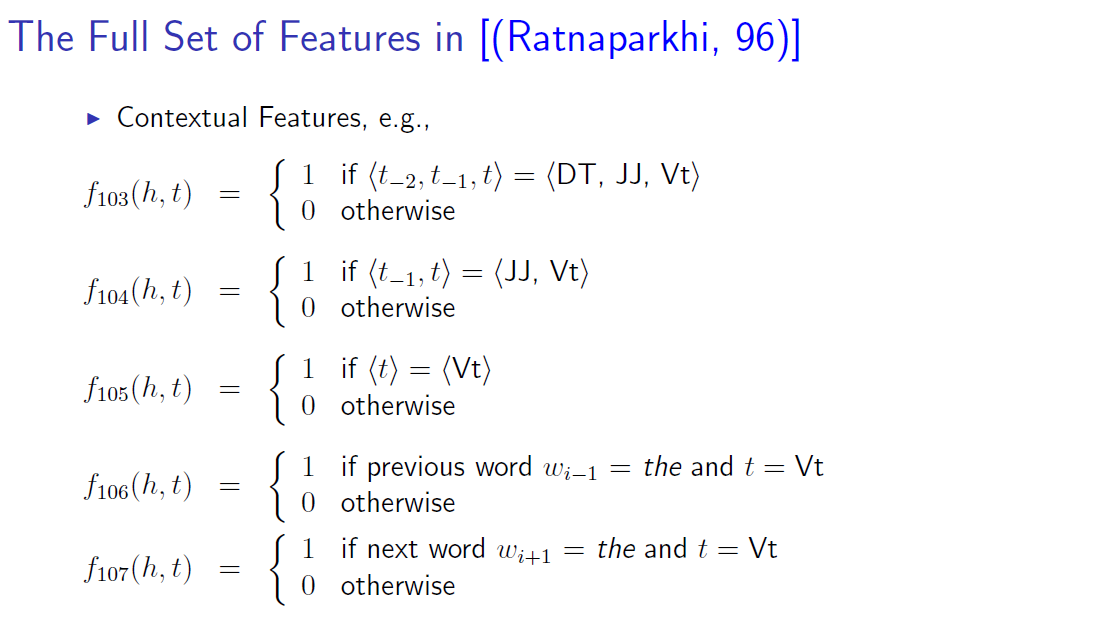 The Full Set of Features in [(Ratnaparkhi, 96)]
▶ Contextual Features, e.g.,
f₁₀₃(h, t) = { 1 if ⟨t₋₂, t₋₁, t⟩ = ⟨DT, JJ, Vt⟩
0 otherwise
f₁₀₄(h, t) = { 1 if ⟨t₋₁, t⟩ = ⟨JJ, Vt⟩
0 otherwise
f₁₀₅(h, t) = { 1 if ⟨t⟩ = ⟨Vt⟩
0 otherwise
f₁₀₆(h, t) = { 1 if previous word wᵢ₋₁ = the and t = Vt
0 otherwise
f₁₀₇(h, t) = { 1 if next word wᵢ₊₁ = the and t = Vt
0 otherwise